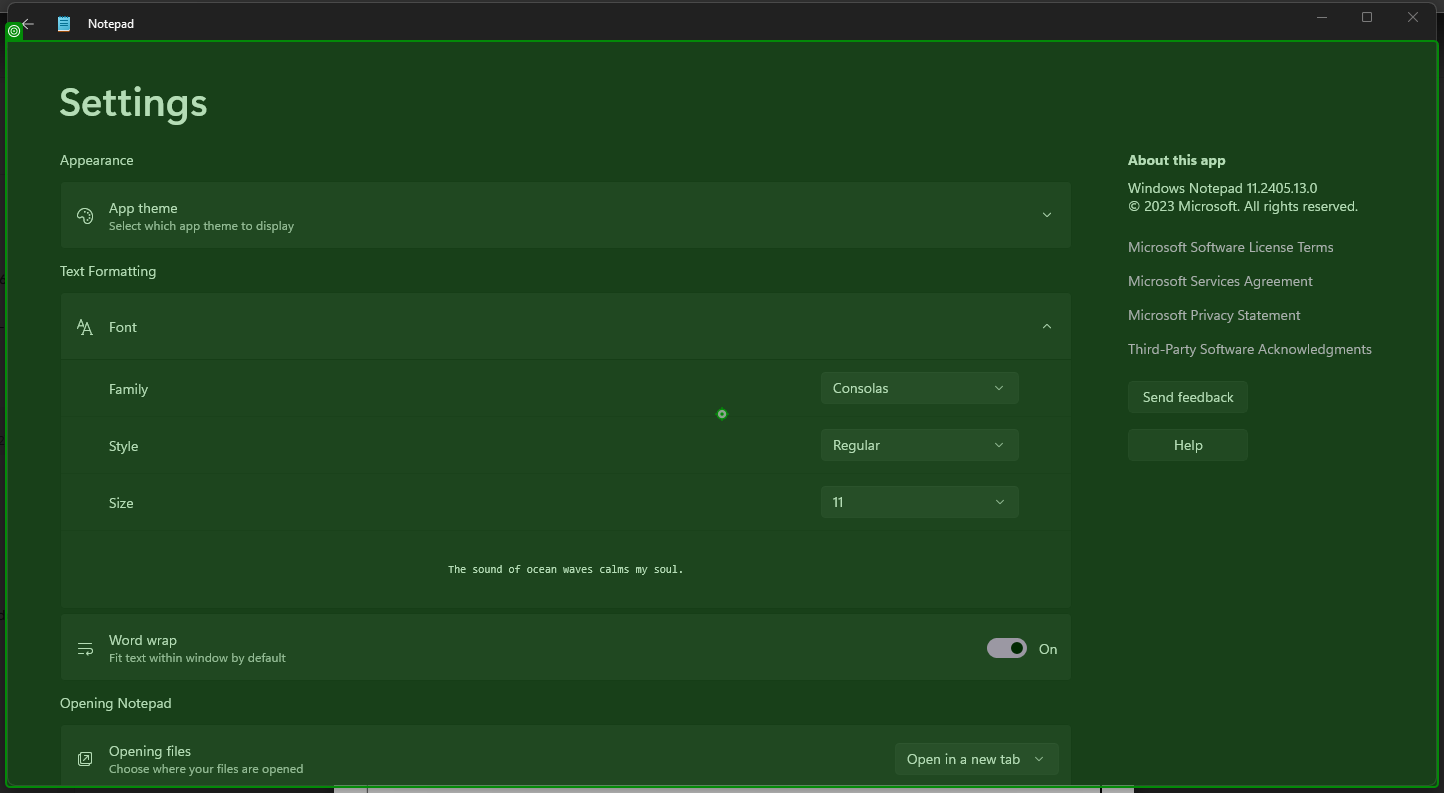 Notepad
Settings
Appearance
App theme
Select which app theme to display
Text Formatting
Font
Family
Consolas
Style
Regular
Size
11
The sound of ocean waves calms my soul.
Word wrap
Fit text within window by default
On
Opening Notepad
Opening files
Choose where your files are opened
Open in a new tab
About this app
Windows Notepad 11.2405.13.0
© 2023 Microsoft. All rights reserved.
Microsoft Software License Terms
Microsoft Services Agreement
Microsoft Privacy Statement
Third-Party Software Acknowledgments
Send feedback
Help